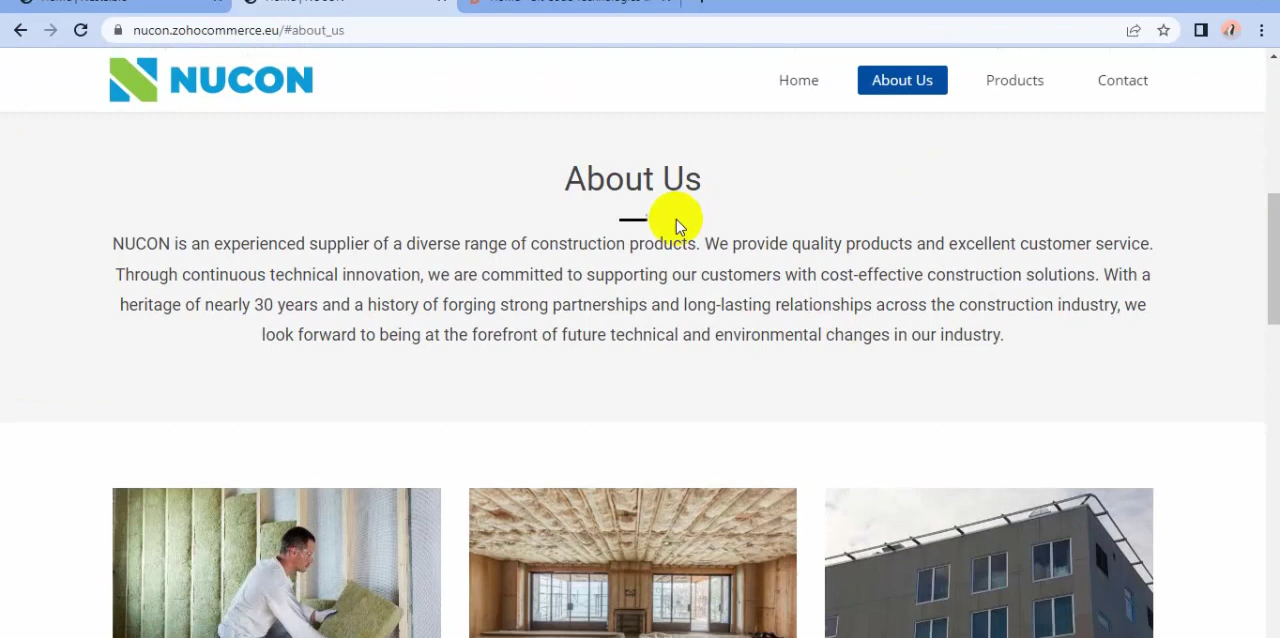 nucon.zohocommerce.eu/#about_us
NUCON
Home
About Us
Products
Contact
About Us
NUCON is an experienced supplier of a diverse range of construction products. We provide quality products and excellent customer service.
Through continuous technical innovation, we are committed to supporting our customers with cost-effective construction solutions. With a
heritage of nearly 30 years and a history of forging strong partnerships and long-lasting relationships across the construction industry, we
look forward to being at the forefront of future technical and environmental changes in our industry.